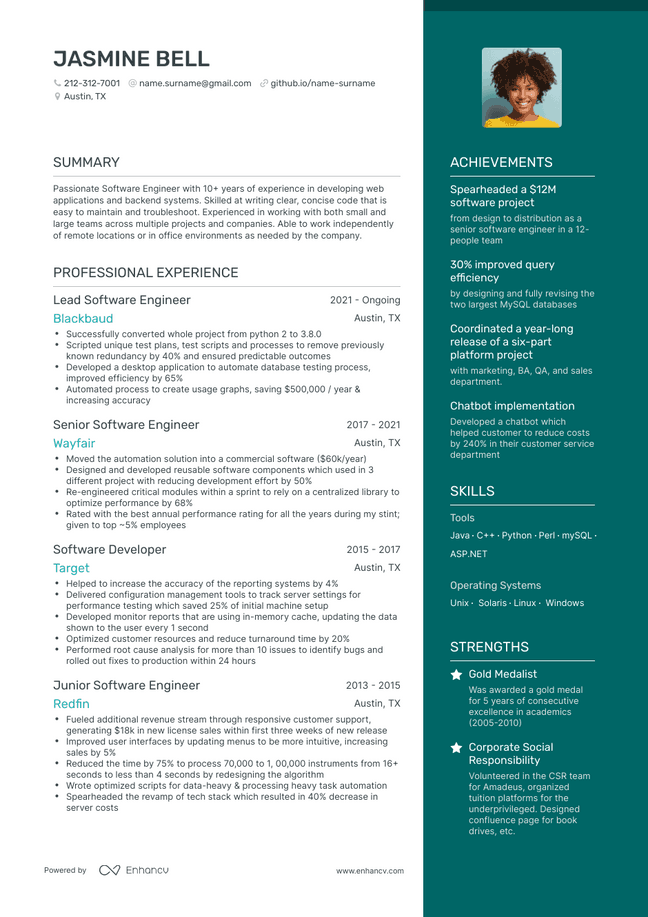 JASMINE BELL
212-312-7001 name.surname@gmail.com github.io/name-surname
Austin, TX
SUMMARY
Passionate Software Engineer with 10+ years of experience in developing web
applications and backend systems. Skilled at writing clear, concise code that is
easy to maintain and troubleshoot. Experienced in working with both small and
large teams across multiple projects and companies. Able to work independently
of remote locations or in office environments as needed by the company.
PROFESSIONAL EXPERIENCE
Lead Software Engineer 2021 - Ongoing
Blackbaud Austin, TX
• Successfully converted whole project from python 2 to 3.8.0
• Scripted unique test plans, test scripts and processes to remove previously
known redundancy by 40% and ensured predictable outcomes
• Developed a desktop application to automate database testing process,
improved efficiency by 65%
• Automated process to create usage graphs, saving $500,000 / year &
increasing accuracy
Senior Software Engineer 2017 - 2021
Wayfair Austin, TX
• Moved the automation solution into a commercial software ($60k/year)
• Designed and developed reusable software components which used in 3
different project with reducing development effort by 50%
• Re-engineered critical modules within a sprint to rely on a centralized library to
optimize performance by 68%
• Rated with the best annual performance rating for all the years during my stint;
given to top ~5% employees
Software Developer 2015 - 2017
Target Austin, TX
• Helped to increase the accuracy of the reporting systems by 4%
• Delivered configuration management tools to track server settings for
performance testing which saved 25% of initial machine setup
• Developed monitor reports that are using in-memory cache, updating the data
shown to the user every 1 second
• Optimized customer resources and reduce turnaround time by 20%
• Performed root cause analysis for more than 10 issues to identify bugs and
rolled out fixes to production within 24 hours
Junior Software Engineer 2013 - 2015
Redfin Austin, TX
• Fueled additional revenue stream through responsive customer support,
generating $18k in new license sales within first three weeks of new release
• Improved user interfaces by updating menus to be more intuitive, increasing
sales by 5%
• Reduced the time by 75% to process 70,000 to 1, 00,000 instruments from 16+
seconds to less than 4 seconds by redesigning the algorithm
• Wrote optimized scripts for data-heavy & processing heavy task automation
• Spearheaded the revamp of tech stack which resulted in 40% decrease in
server costs
ACHIEVEMENTS
Spearheaded a $12M
software project
from design to distribution as a
senior software engineer in a 12-
people team
30% improved query
efficiency
by designing and fully revising the
two largest MySQL databases
Coordinated a year-long
release of a six-part
platform project
with marketing, BA, QA, and sales
department.
Chatbot implementation
Developed a chatbot which
helped customer to reduce costs
by 240% in their customer service
department
SKILLS
Tools
Java · C++ · Python · Perl · mySQL ·
ASP.NET
Operating Systems
Unix · Solaris · Linux · Windows
STRENGTHS
Gold Medalist
Was awarded a gold medal
for 5 years of consecutive
excellence in academics
(2005-2010)
Corporate Social
Responsibility
Volunteered in the CSR team
for Amadeus, organized
tuition platforms for the
underprivileged. Designed
confluence page for book
drives, etc.
Powered by Enhancv www.enhancv.com